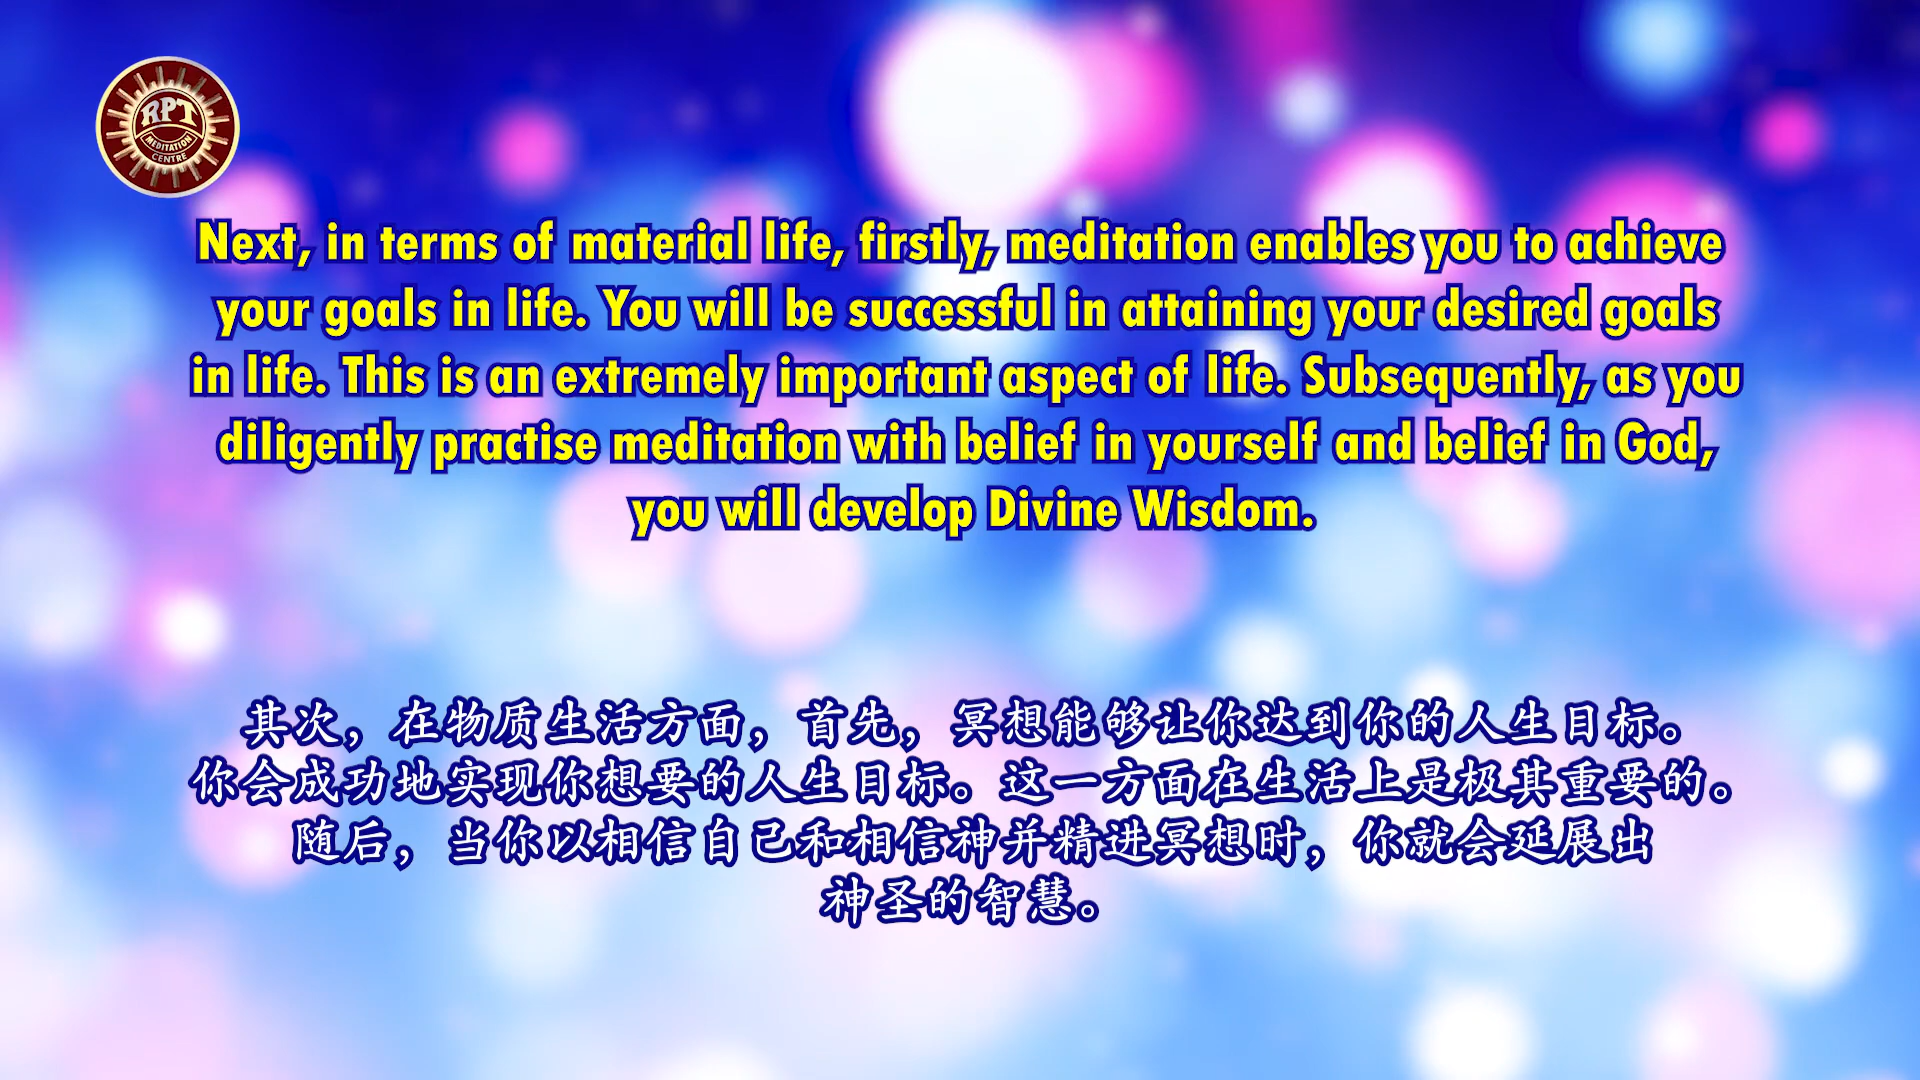 RPT
MEDITATION
CENTRE
Next, in terms of material life, firstly, meditation enables you to achieve
your goals in life. You will be successful in attaining your desired goals
in life. This is an extremely important aspect of life. Subsequently, as you
diligently practise meditation with belief in yourself and belief in God,
you will develop Divine Wisdom.
其次，在物质生活方面，首先，冥想能够让你达到你的人生目标。
你会成功地实现你想要的人生目标。这一方面在生活上是极其重要的。
随后，当你以相信自己和相信神并精进冥想时，你就会延展出
神圣的智慧。